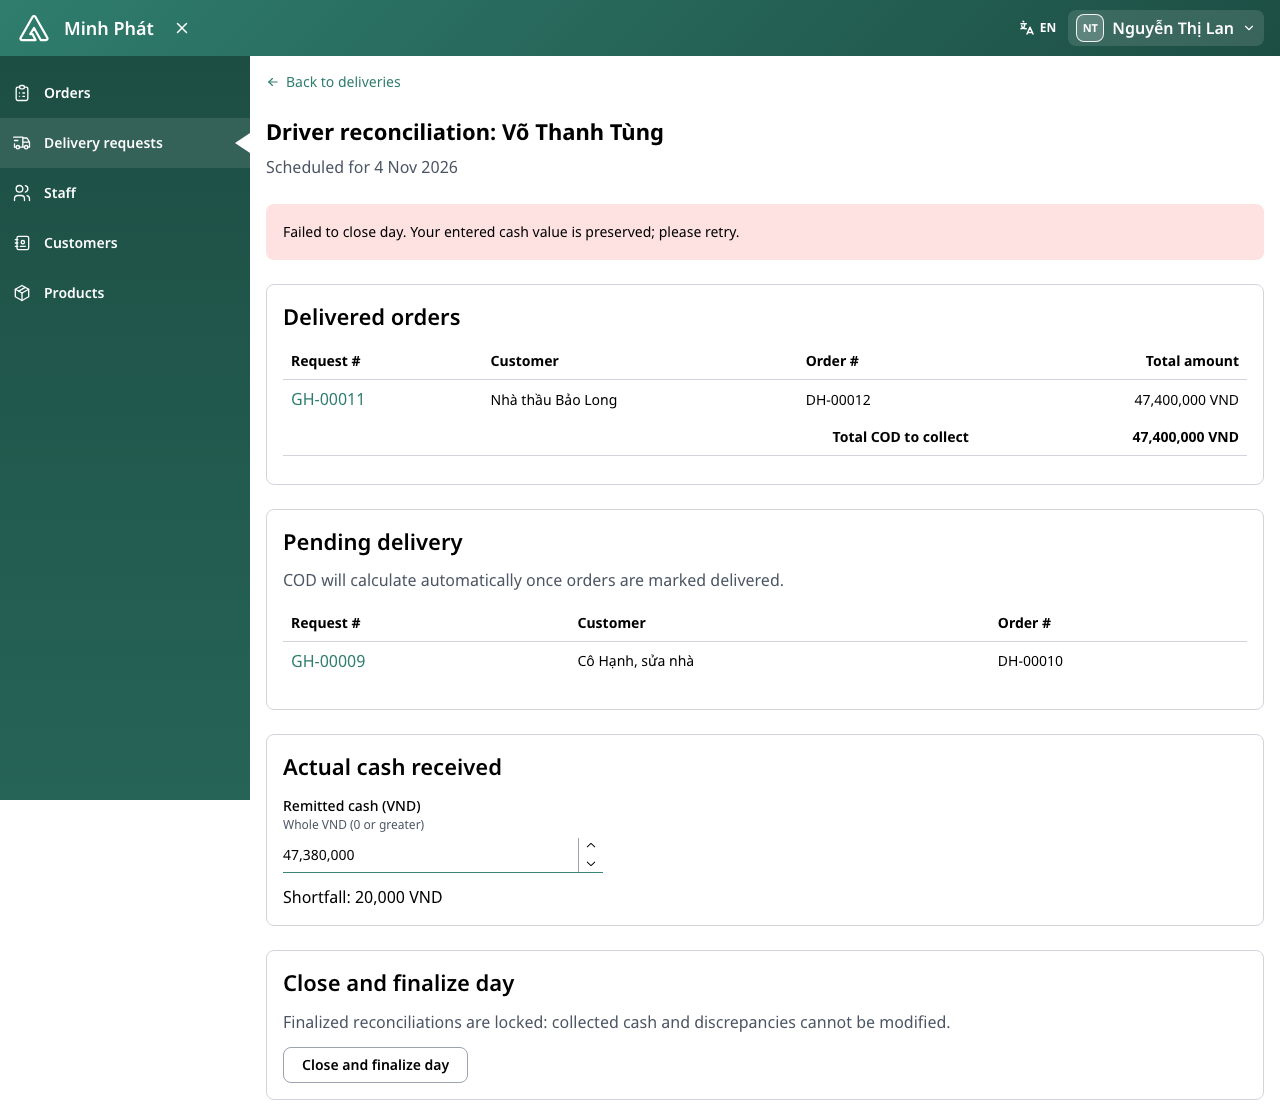 Minh Phát
EN
NT
Nguyễn Thị Lan
Orders
Delivery requests
Staff
Customers
Products
Back to deliveries
Driver reconciliation: Võ Thanh Tùng
Scheduled for 4 Nov 2026
Failed to close day. Your entered cash value is preserved; please retry.
Delivered orders
Request # Customer Order # Total amount
GH-00011 Nhà thầu Bảo Long DH-00012 47,400,000 VND
Total COD to collect 47,400,000 VND
Pending delivery
COD will calculate automatically once orders are marked delivered.
Request # Customer Order #
GH-00009 Cô Hạnh, sửa nhà DH-00010
Actual cash received
Remitted cash (VND)
Whole VND (0 or greater)
47,380,000
Shortfall: 20,000 VND
Close and finalize day
Finalized reconciliations are locked: collected cash and discrepancies cannot be modified.
Close and finalize day